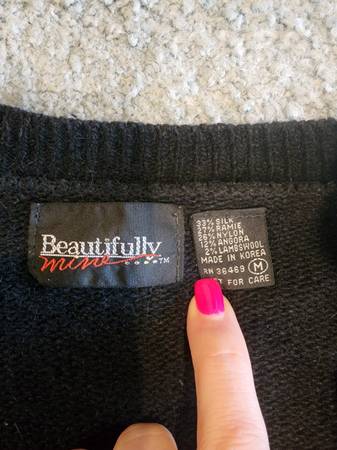 Beautifully
mine TM
33% SILK
27% RAMIE
26% NYLON
12% ANGORA
2% LAMBSWOOL
MADE IN KOREA
RN 36469 M
FOR CARE